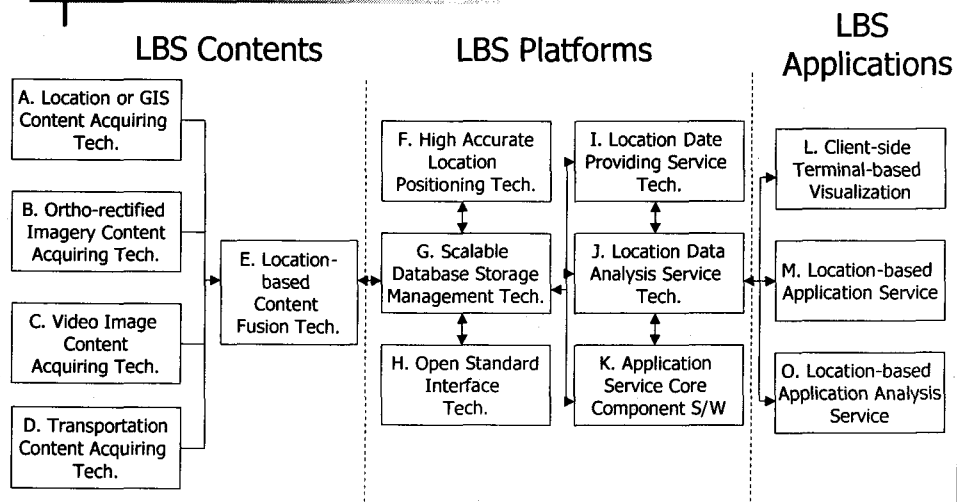 LBS Contents
LBS Platforms
LBS
Applications
A. Location or GIS
Content Acquiring
Tech.
B. Ortho-rectified
Imagery Content
Acquiring Tech.
C. Video Image
Content
Acquiring Tech.
D. Transportation
Content Acquiring
Tech.
E. Location-
based
Content
Fusion Tech.
F. High Accurate
Location
Positioning Tech.
G. Scalable
Database Storage
Management Tech.
H. Open Standard
Interface
Tech.
I. Location Date
Providing Service
Tech.
J. Location Data
Analysis Service
Tech.
K. Application
Service Core
Component S/W
L. Client-side
Terminal-based
Visualization
M. Location-based
Application Service
O. Location-based
Application Analysis
Service